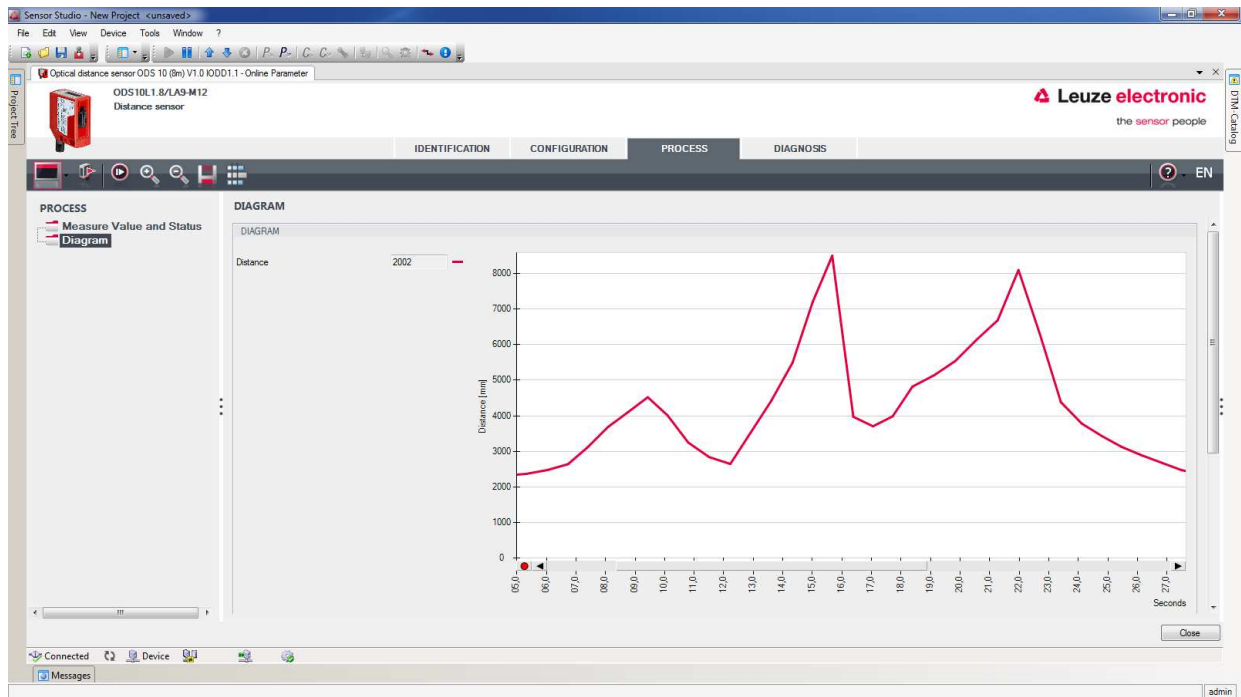 Sensor Studio - New Project <unsaved>
File Edit View Device Tools Window ?
Optical distance sensor ODS 10 (8m) V1.0 IODD1.1 - Online Parameter
Project Tree
DTM-Catalog
ODS10L1.8/LA9-M12
Distance sensor
Leuze electronic
the sensor people
IDENTIFICATION CONFIGURATION PROCESS DIAGNOSIS
EN
PROCESS
Measure Value and Status
Diagram
DIAGRAM
DIAGRAM
Distance 2002
Distance [mm]
8000
7000
6000
5000
4000
3000
2000
1000
0
05,0 06,0 07,0 08,0 09,0 10,0 11,0 12,0 13,0 14,0 15,0 16,0 17,0 18,0 19,0 20,0 21,0 22,0 23,0 24,0 25,0 26,0 27,0
Seconds
Close
Connected Device
Messages
admin